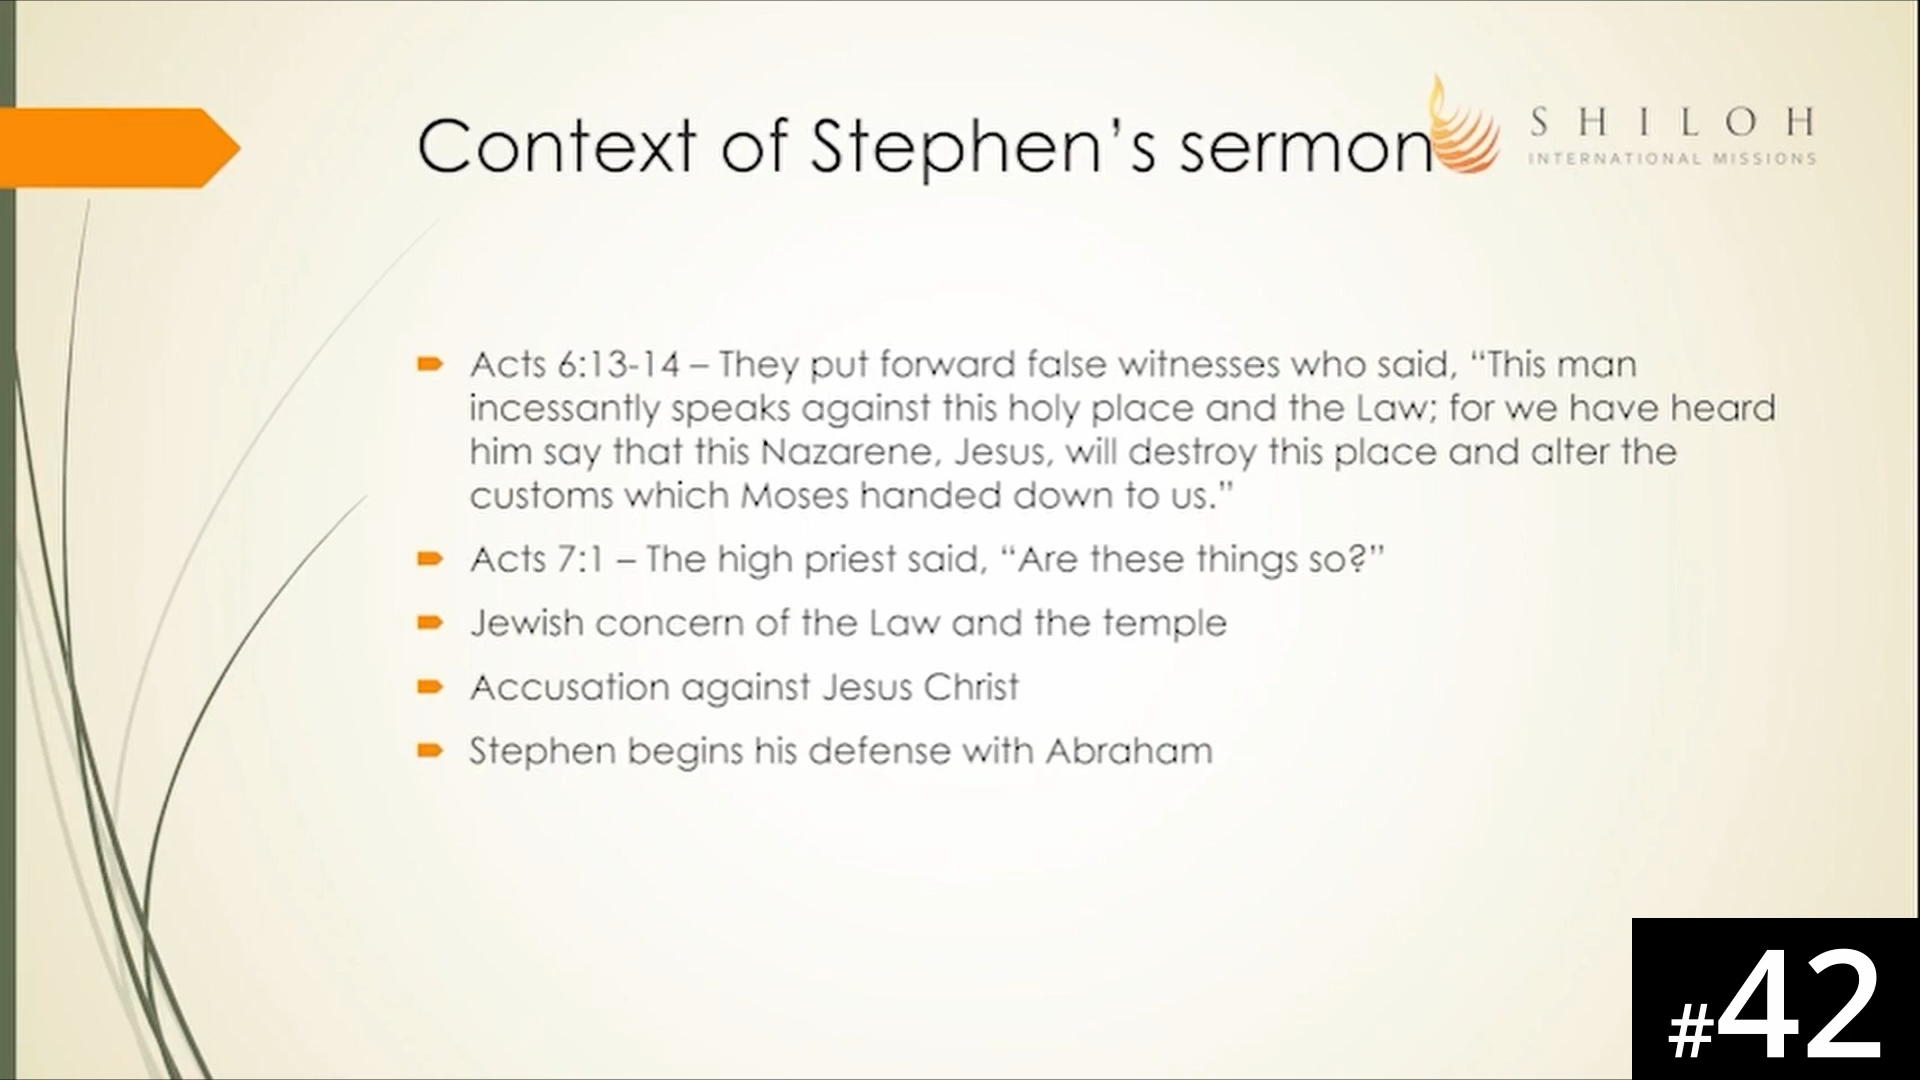 Context of Stephen’s sermon
S H I L O H
INTERNATIONAL MISSIONS
Acts 6:13-14 – They put forward false witnesses who said, “This man
incessantly speaks against this holy place and the Law; for we have heard
him say that this Nazarene, Jesus, will destroy this place and alter the
customs which Moses handed down to us.”
Acts 7:1 – The high priest said, “Are these things so?”
Jewish concern of the Law and the temple
Accusation against Jesus Christ
Stephen begins his defense with Abraham
#42